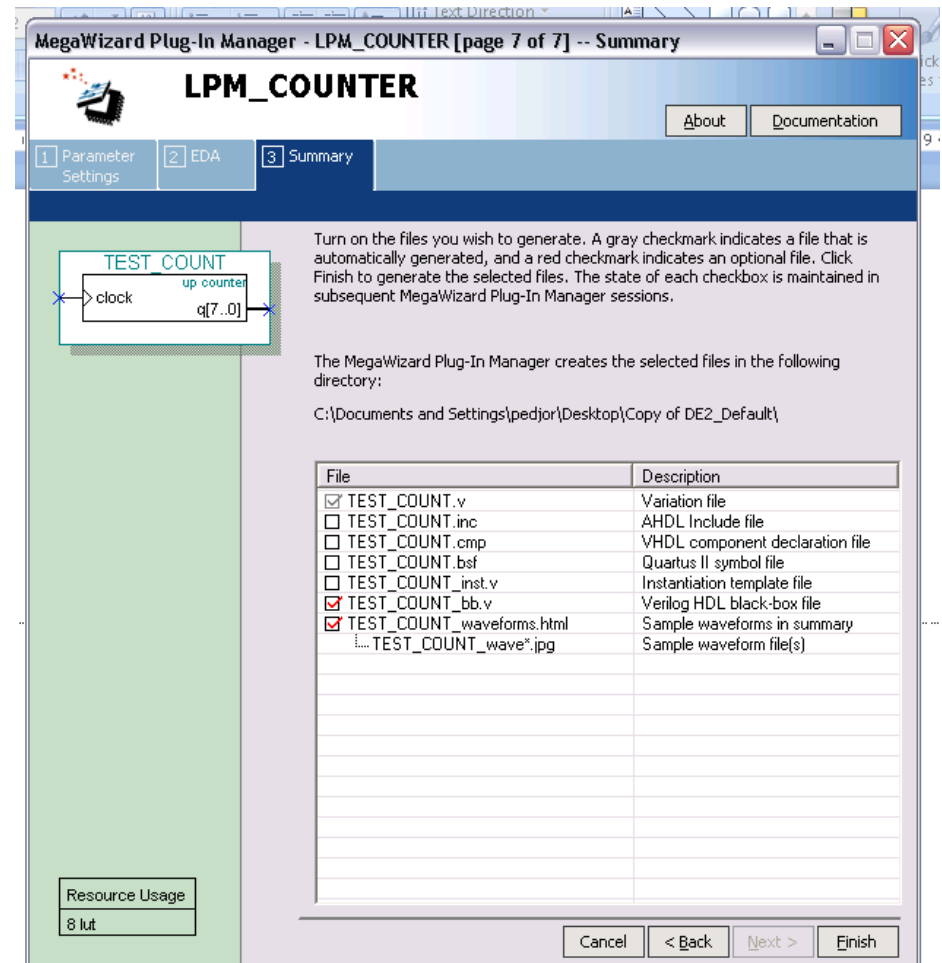 Text Direction
MegaWizard Plug-In Manager - LPM_COUNTER [page 7 of 7] -- Summary
LPM_COUNTER
About
Documentation
1 Parameter Settings
2 EDA
3 Summary
TEST_COUNT
up counter
clock
q[7..0]
Turn on the files you wish to generate. A gray checkmark indicates a file that is
automatically generated, and a red checkmark indicates an optional file. Click
Finish to generate the selected files. The state of each checkbox is maintained in
subsequent MegaWizard Plug-In Manager sessions.
The MegaWizard Plug-In Manager creates the selected files in the following
directory:
C:\Documents and Settings\pedjor\Desktop\Copy of DE2_Default\
File Description
TEST_COUNT.v Variation file
TEST_COUNT.inc AHDL Include file
TEST_COUNT.cmp VHDL component declaration file
TEST_COUNT.bsf Quartus II symbol file
TEST_COUNT_inst.v Instantiation template file
TEST_COUNT_bb.v Verilog HDL black-box file
TEST_COUNT_waveforms.html Sample waveforms in summary
TEST_COUNT_wave*.jpg Sample waveform file(s)
Resource Usage
8 lut
Cancel
< Back
Next >
Finish